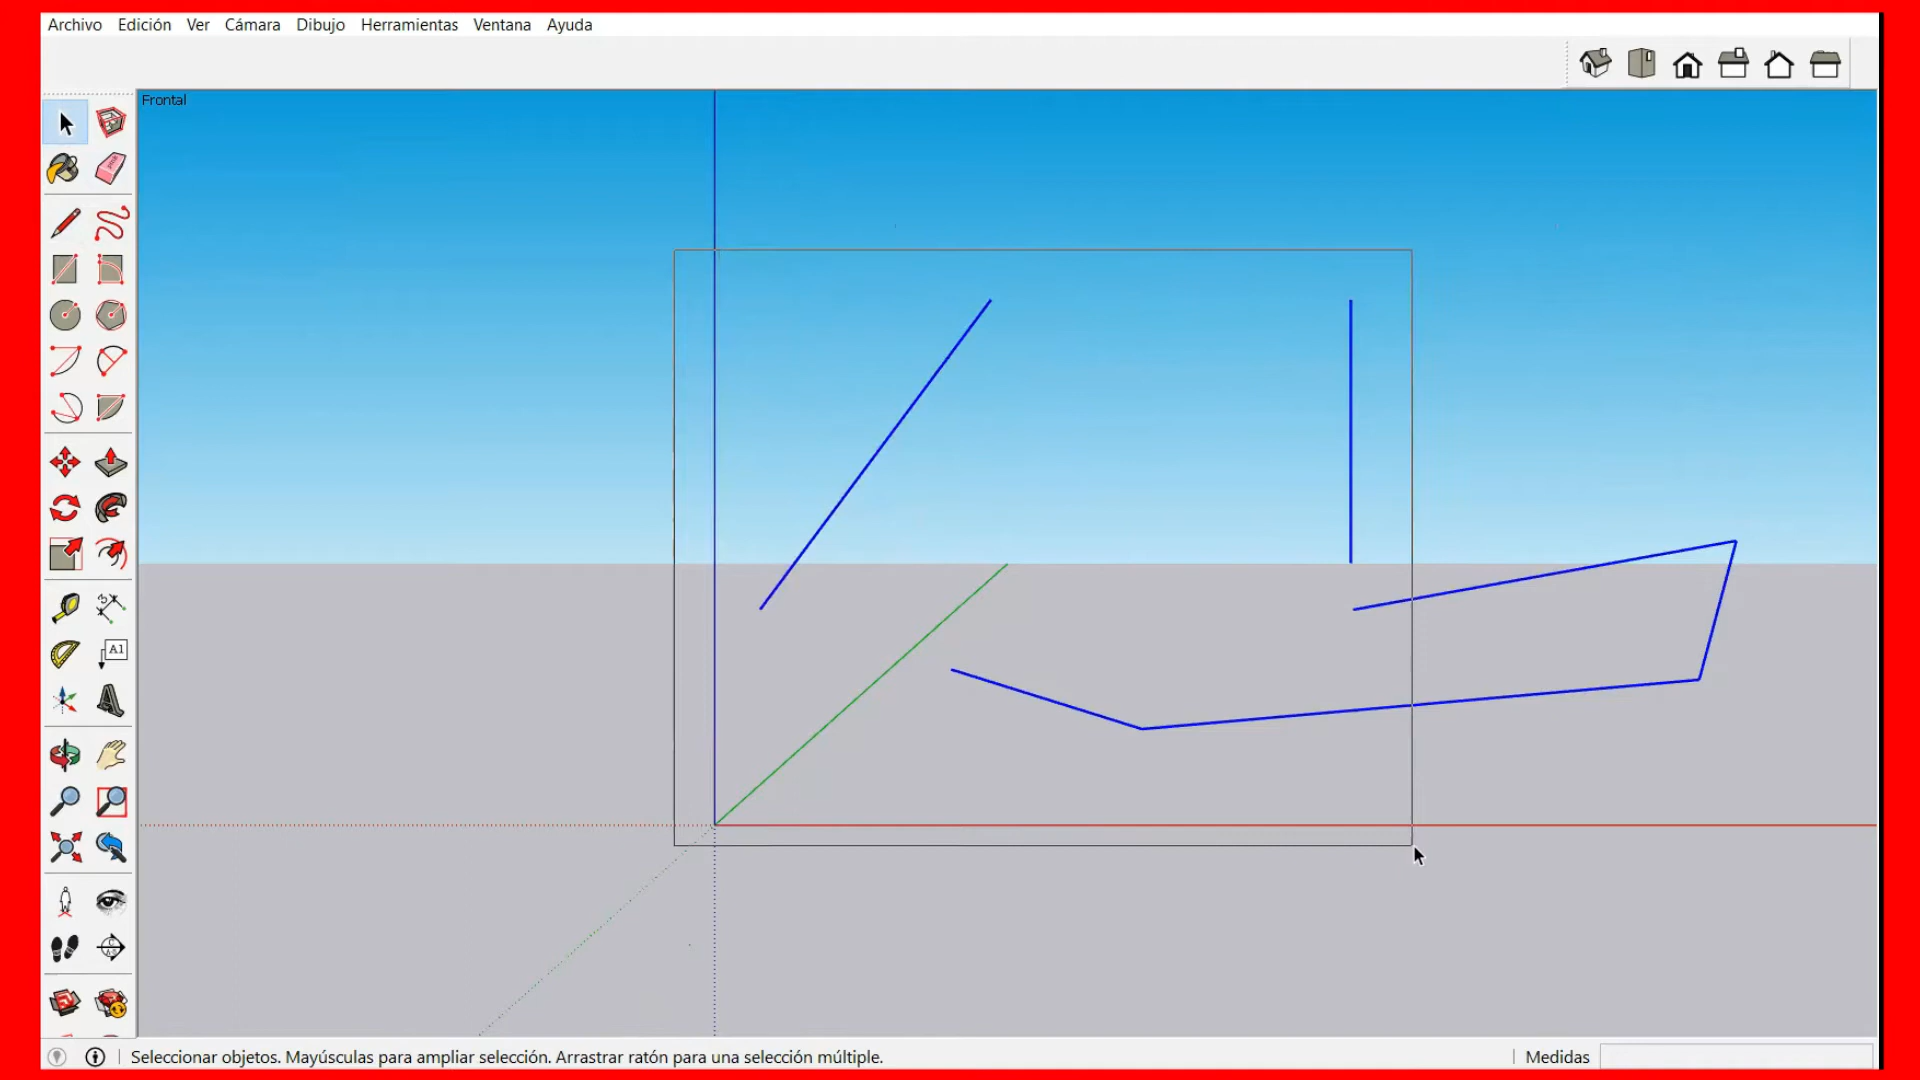 Archivo Edición Ver Cámara Dibujo Herramientas Ventana Ayuda
Frontal
A1
Seleccionar objetos. Mayúsculas para ampliar selección. Arrastrar ratón para una selección múltiple.
Medidas